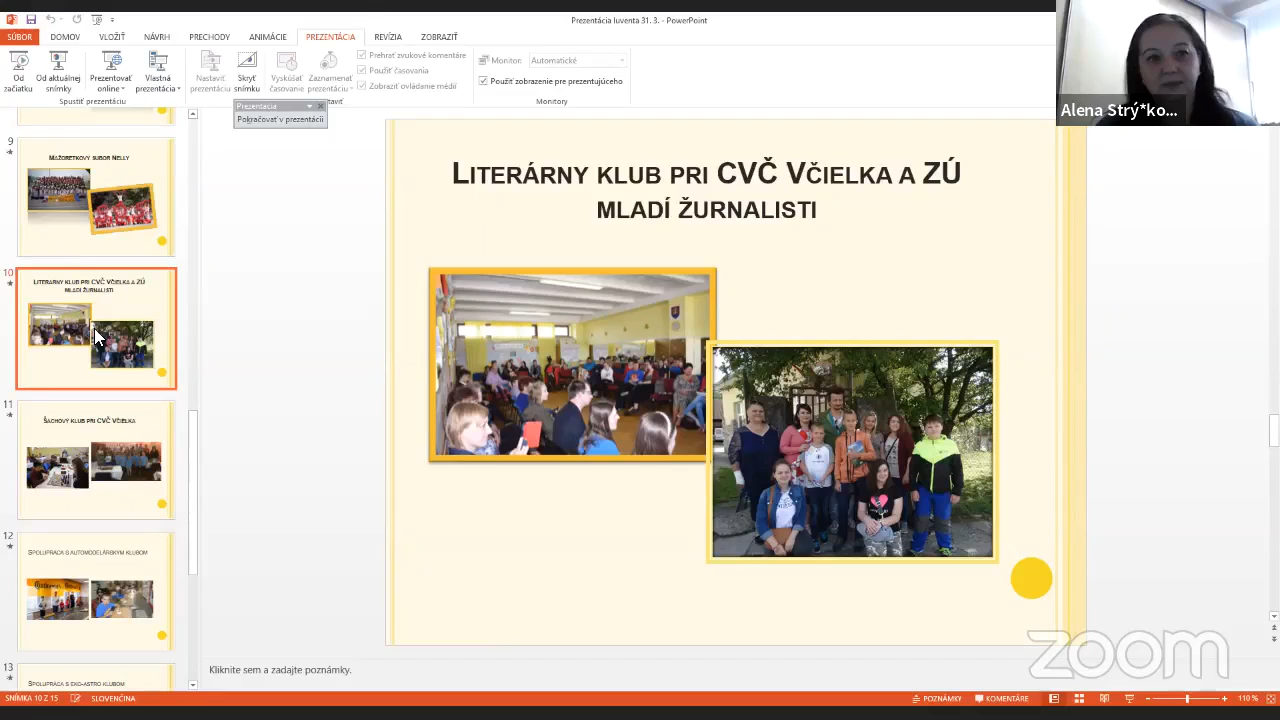 Prezentácia Iuventa 31. 3. - PowerPoint
SÚBOR DOMOV VLOŽIŤ NÁVRH PRECHODY ANIMÁCIE PREZENTÁCIA REVÍZIA ZOBRAZIŤ
Od začiatku
Od aktuálnej snímky
Prezentovať online
Vlastná prezentácia
Nastaviť prezentáciu
Skryť snímku
Vyskúšať časovanie
Zaznamenať prezentáciu
Prehrať zvukové komentáre
Použiť časovania
Zobraziť ovládanie médií
Monitor: Automatické
Použiť zobrazenie pre prezentujúceho
Spustiť prezentáciu
Monitory
Prezentácia
Pokračovať v prezentácii
Alena Strý*ko...
9
MAŽORETKOVÝ SÚBOR NELLY
10
LITERÁRNY KLUB PRI CVČ VČIELKA A ZÚ
MLADÍ ŽURNALISTI
11
ŠACHOVÝ KLUB PRI CVČ VČIELKA
12
SPOLUPRÁCA S AUTOMODELÁRSKYM KLUBOM
13
SPOLUPRÁCA S EKO-ASTRO KLUBOM
LITERÁRNY KLUB PRI CVČ VČIELKA A ZÚ
MLADÍ ŽURNALISTI
Kliknite sem a zadajte poznámky.
zoom
SNÍMKA 10 Z 15 SLOVENČINA POZNÁMKY KOMENTÁRE 110 %